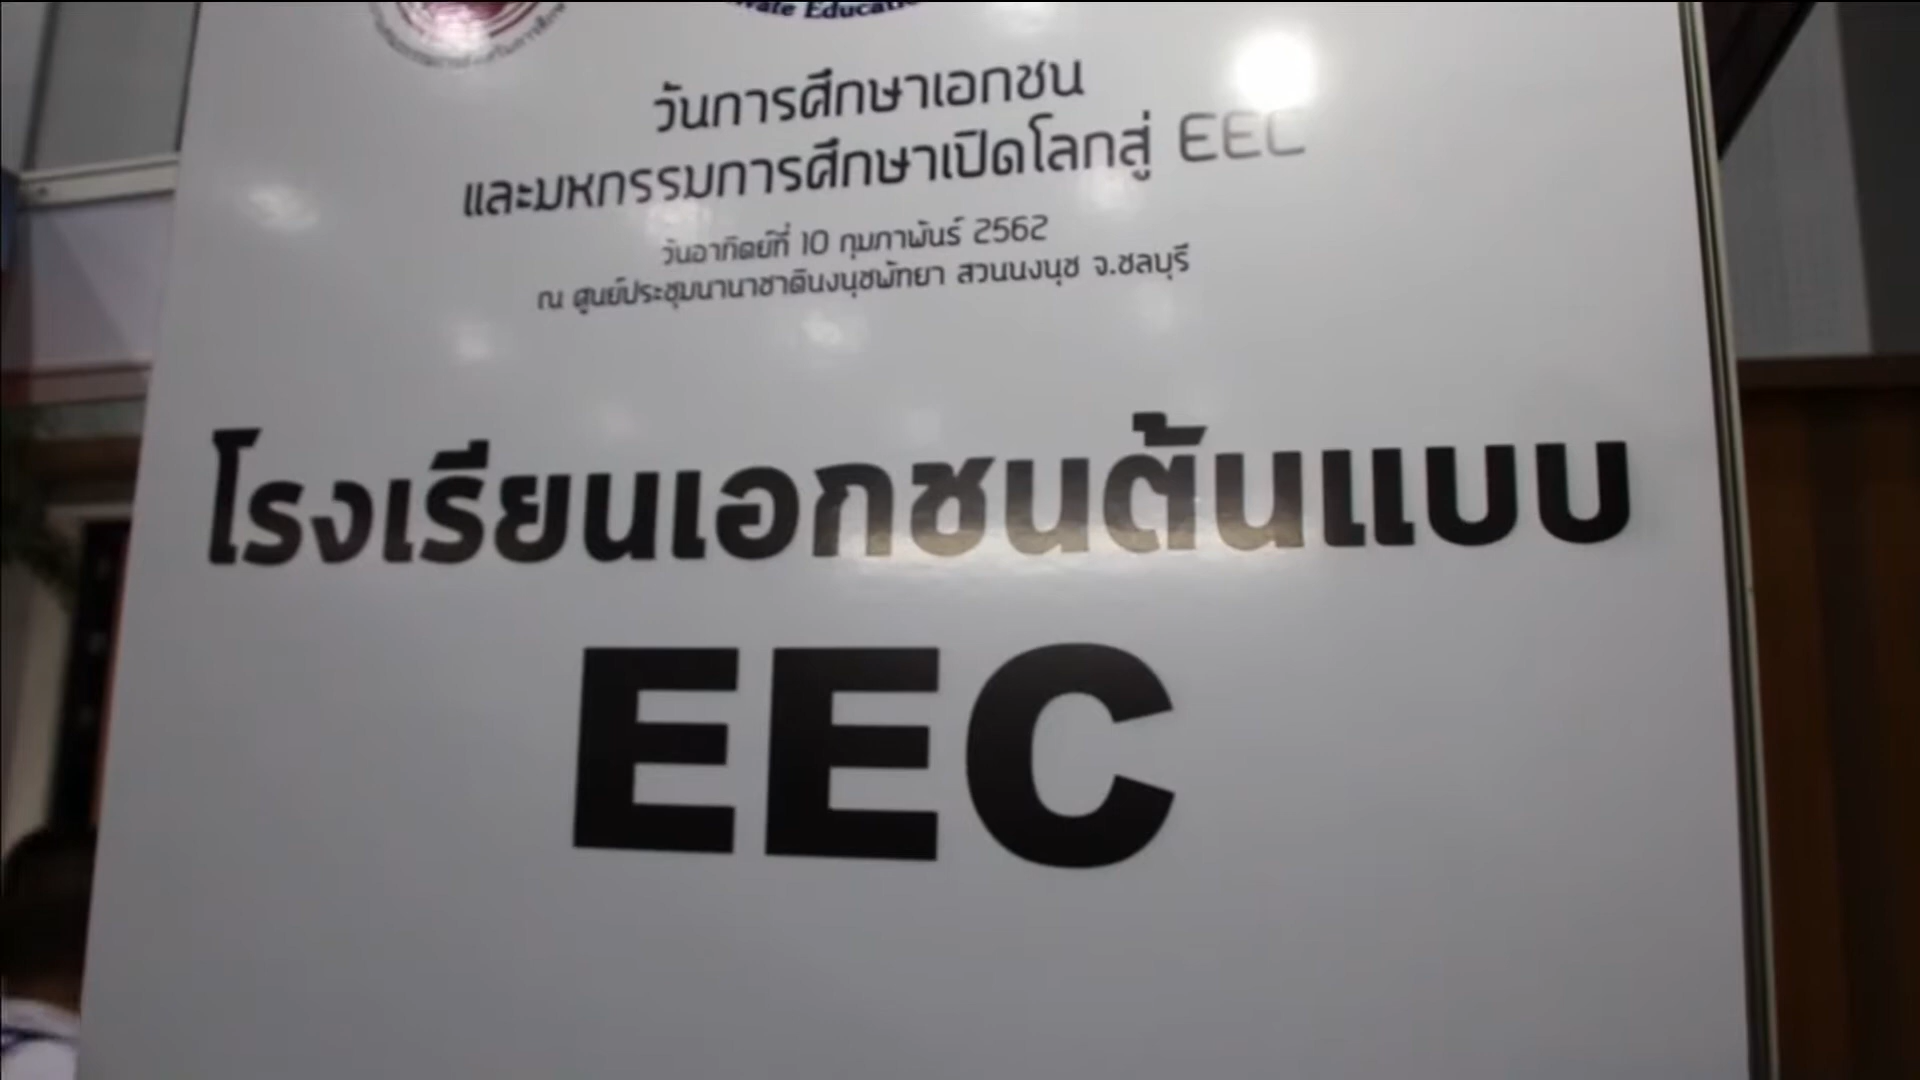 Private Education
วันการศึกษาเอกชน
และมหกรรมการศึกษาเปิดโลกสู่ EEC
วันอาทิตย์ที่ 10 กุมภาพันธ์ 2562
ณ ศูนย์ประชุมนานาชาตินงนุชพัทยา สวนนงนุช จ.ชลบุรี
โรงเรียนเอกชนต้นแบบ
EEC